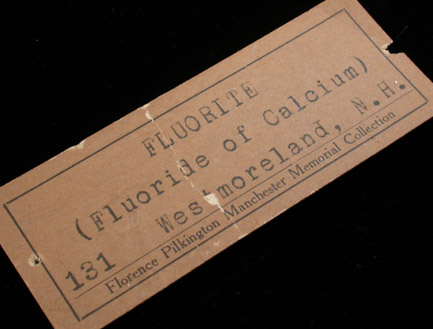 FLUORITE
(Fluoride of Calcium)
131 Westmoreland, N.H.
Florence Pilkington Manchester Memorial Collection